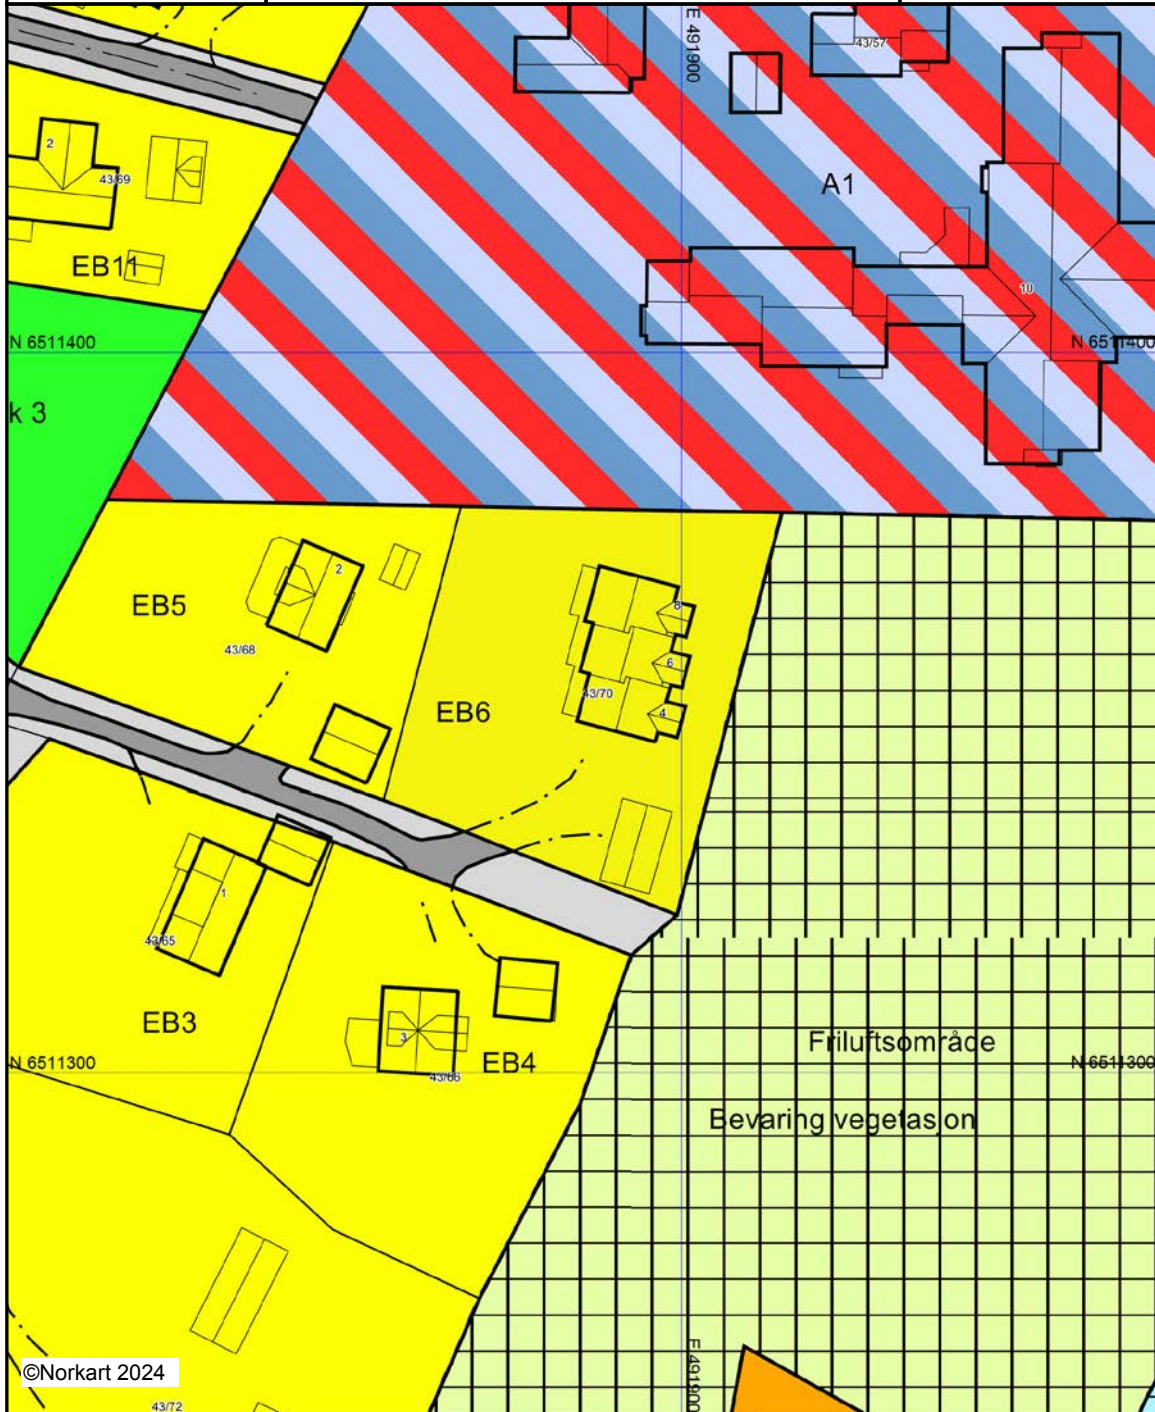 E 491900
43/57
2
43/69
A1
EB11
10
N 6511400
N 6511400
k 3
2
EB5
8
43/68
6
43/70
EB6
4
1
43/65
EB3
3
EB4
43/66
Friluftsområde
N 6511300
N 6511300
Bevaring vegetasjon
E 491900
©Norkart 2024
43/72